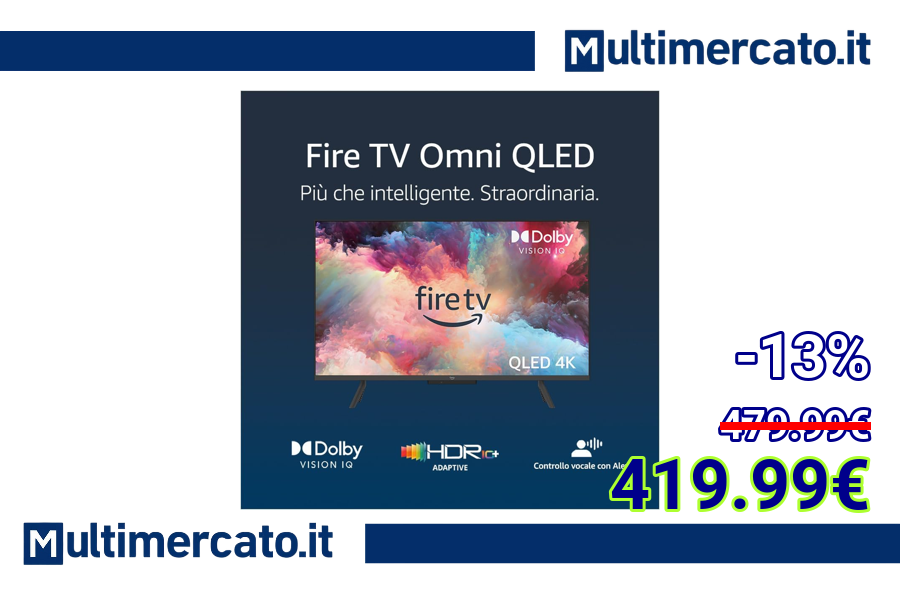 Multimercato.it
Fire TV Omni QLED
Più che intelligente. Straordinaria.
Dolby
VISION IQ
fire tv
QLED 4K
-13%
479.99€
Dolby
VISION IQ
HDR10+
ADAPTIVE
Controllo vocale con
419.99€
Multimercato.it